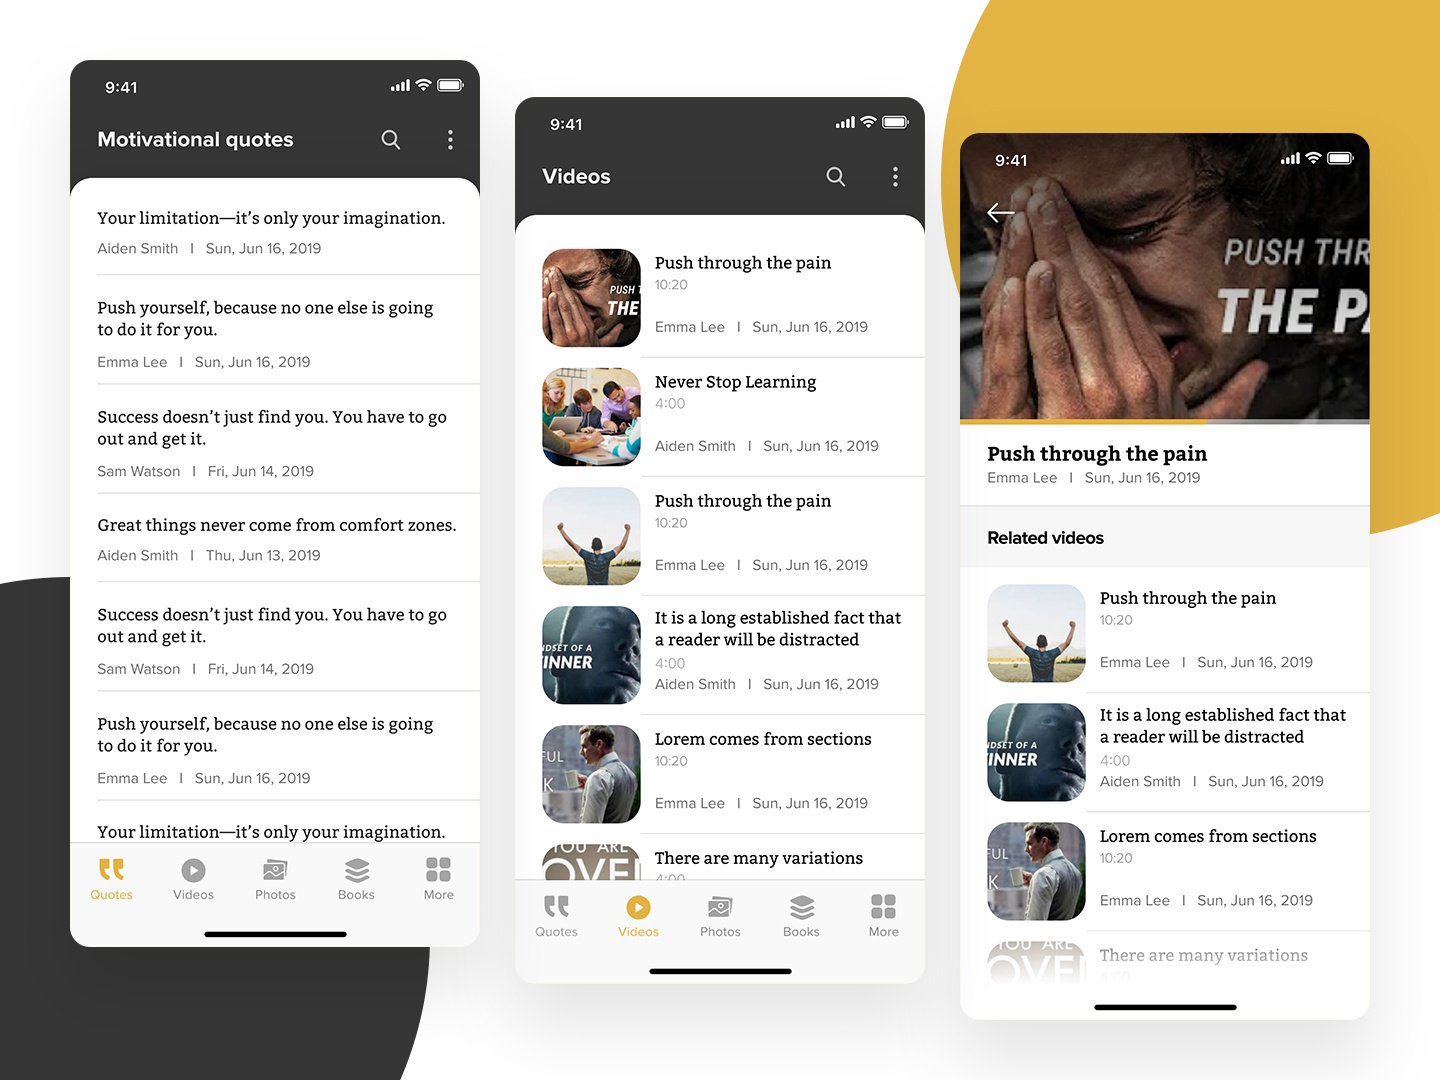 9:41
Motivational quotes
Your limitation—it’s only your imagination.
Aiden Smith I Sun, Jun 16, 2019
Push yourself, because no one else is going
to do it for you.
Emma Lee I Sun, Jun 16, 2019
Success doesn’t just find you. You have to go
out and get it.
Sam Watson I Fri, Jun 14, 2019
Great things never come from comfort zones.
Aiden Smith I Thu, Jun 13, 2019
Success doesn’t just find you. You have to go
out and get it.
Sam Watson I Fri, Jun 14, 2019
Push yourself, because no one else is going
to do it for you.
Emma Lee I Sun, Jun 16, 2019
Your limitation—it’s only your imagination.
Quotes Videos Photos Books More
9:41
Videos
PUSH T
THE
Push through the pain
10:20
Emma Lee I Sun, Jun 16, 2019
Never Stop Learning
4:00
Aiden Smith I Sun, Jun 16, 2019
Push through the pain
10:20
Emma Lee I Sun, Jun 16, 2019
NDSET OF A
INNER
It is a long established fact that
a reader will be distracted
4:00
Aiden Smith I Sun, Jun 16, 2019
FUL
K
Lorem comes from sections
10:20
Emma Lee I Sun, Jun 16, 2019
YOU ARE
OVE
There are many variations
4:00
Quotes Videos Photos Books More
9:41
PUSH THR
THE PA
Push through the pain
Emma Lee I Sun, Jun 16, 2019
Related videos
Push through the pain
10:20
Emma Lee I Sun, Jun 16, 2019
NDSET OF A
INNER
It is a long established fact that
a reader will be distracted
4:00
Aiden Smith I Sun, Jun 16, 2019
FUL
K
Lorem comes from sections
10:20
Emma Lee I Sun, Jun 16, 2019
YOU ARE
OVE
There are many variations
4:00